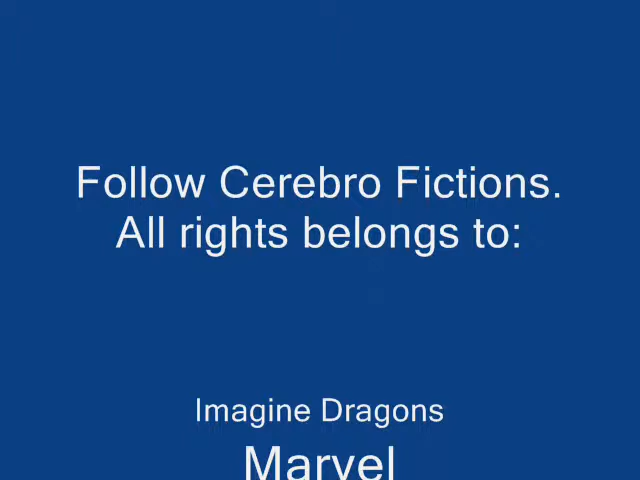 Follow Cerebro Fictions.
All rights belongs to:
Imagine Dragons
Marvel